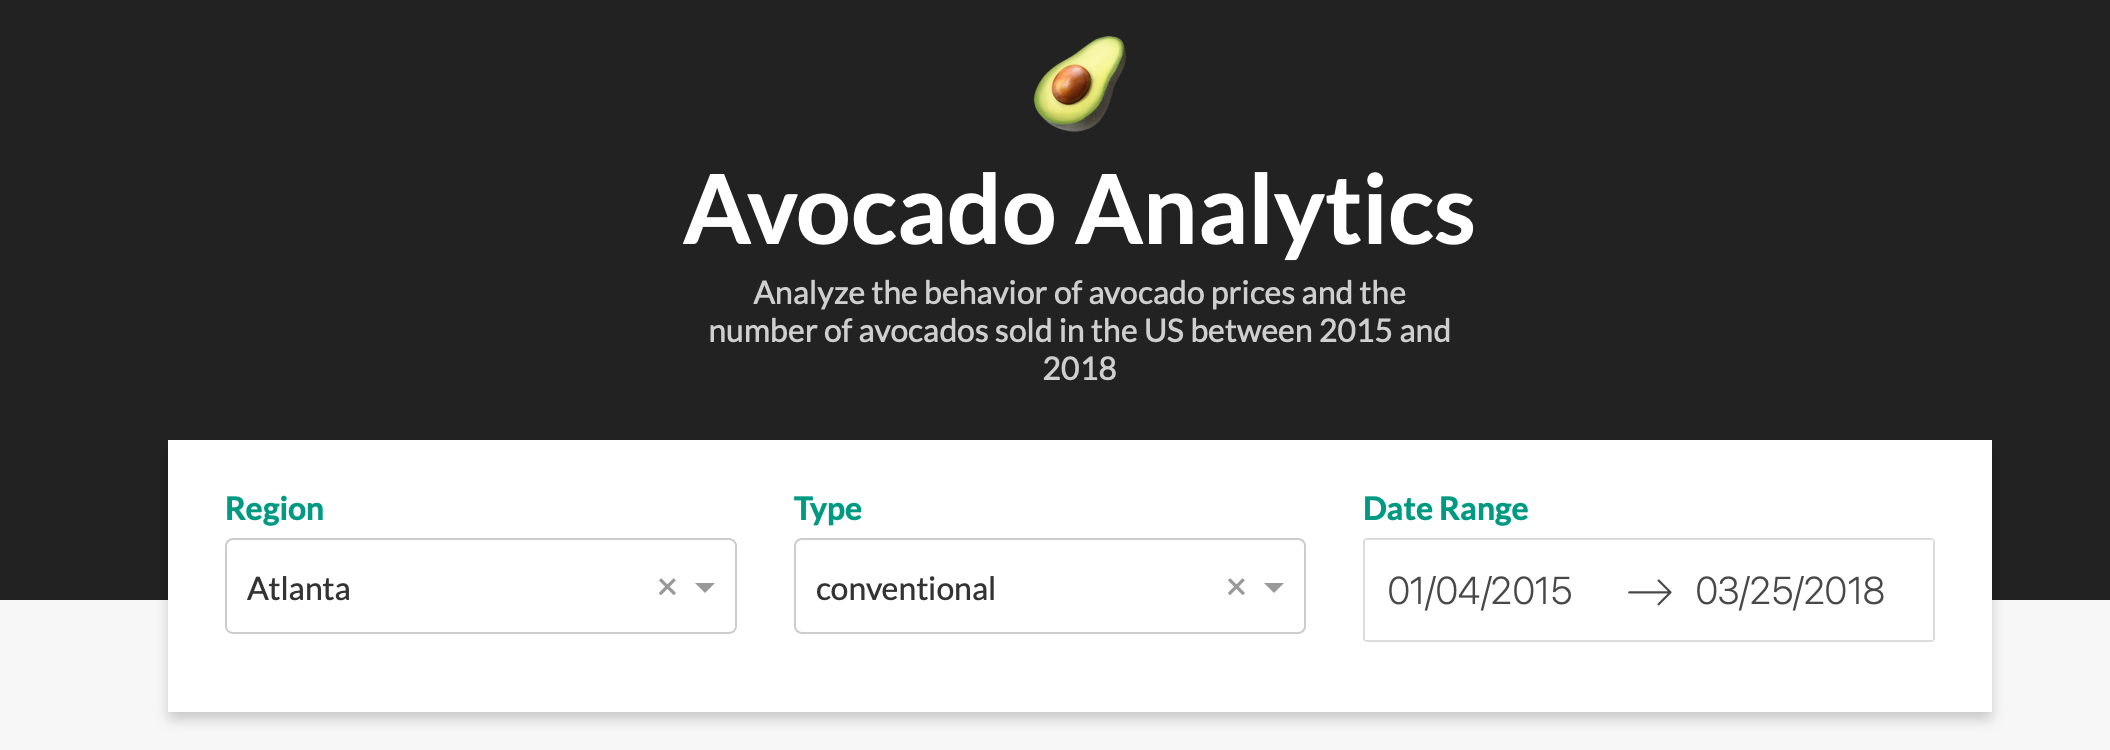 Avocado Analytics
Analyze the behavior of avocado prices and the
number of avocados sold in the US between 2015 and
2018
Region
Type
Date Range
Atlanta
conventional
01/04/2015 → 03/25/2018